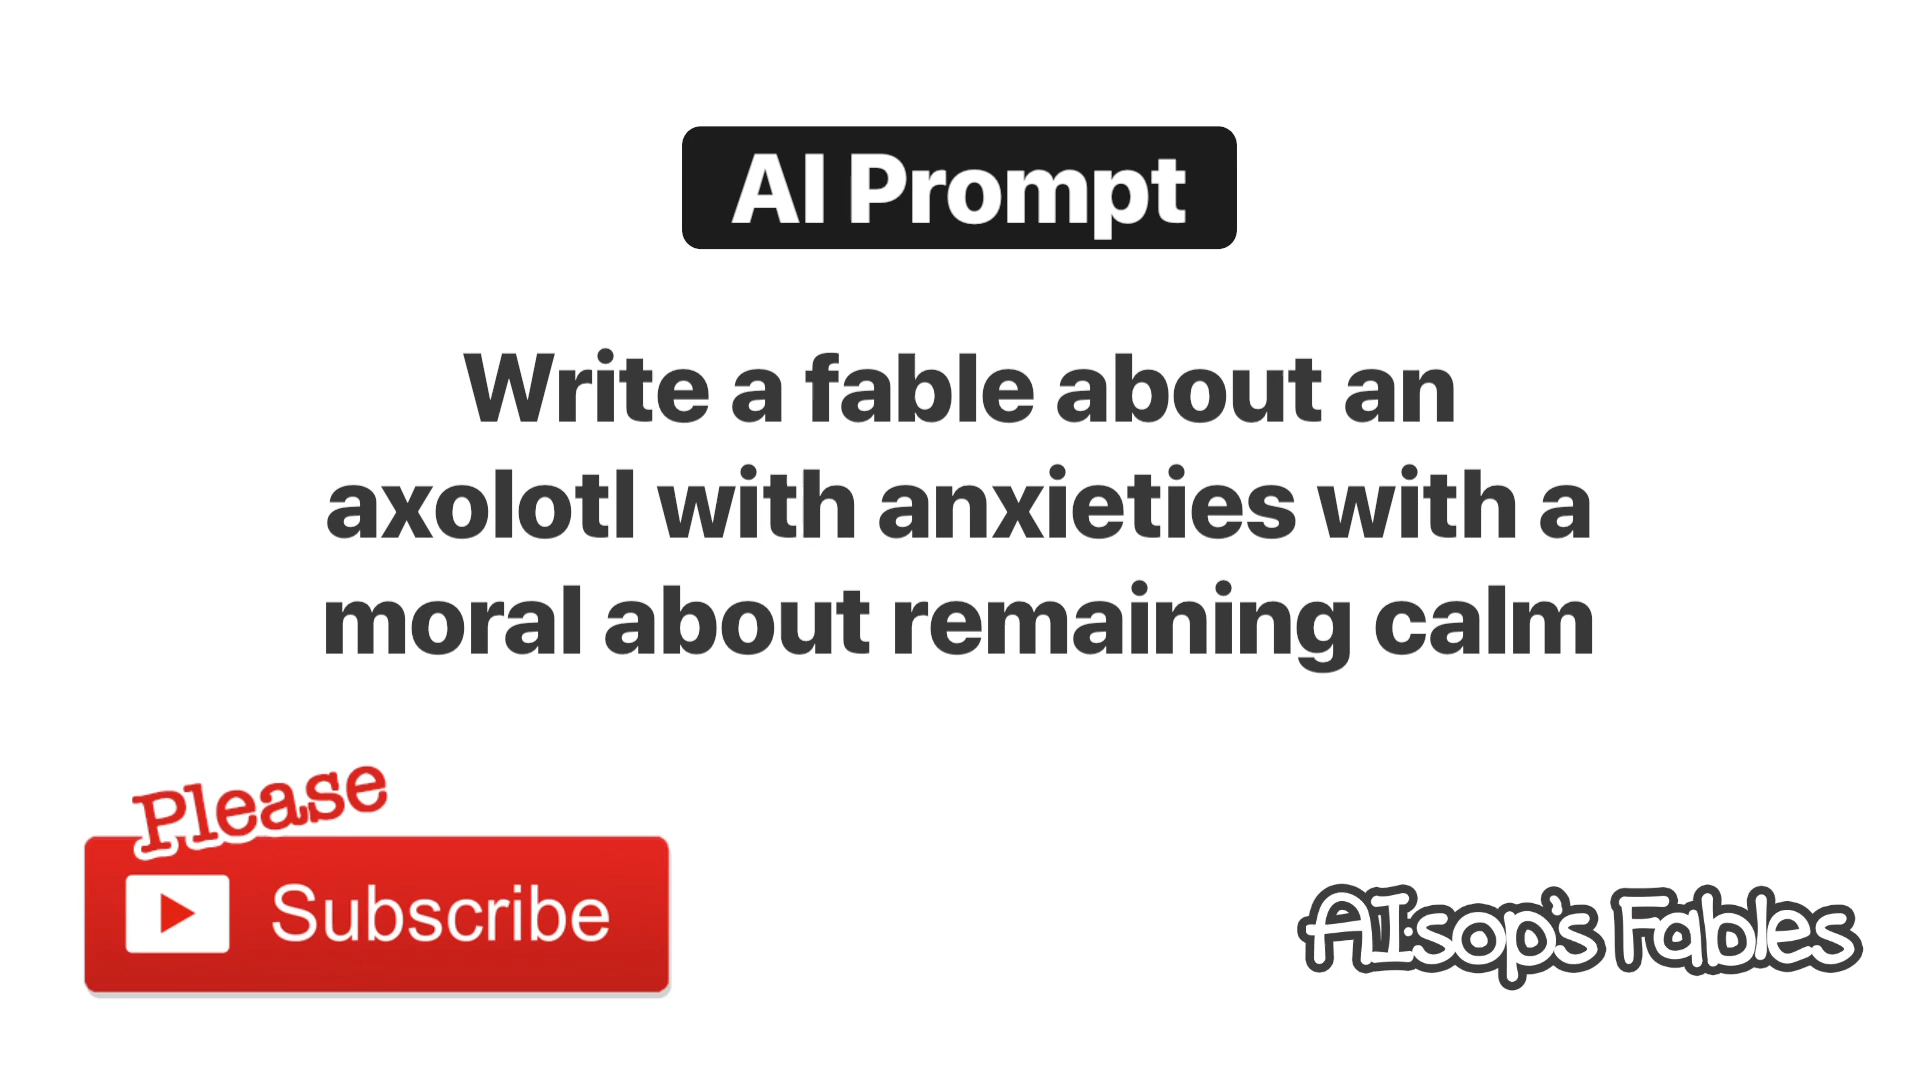 AI Prompt
Write a fable about an
axolotl with anxieties with a
moral about remaining calm
Please
Subscribe
AIsop's Fables